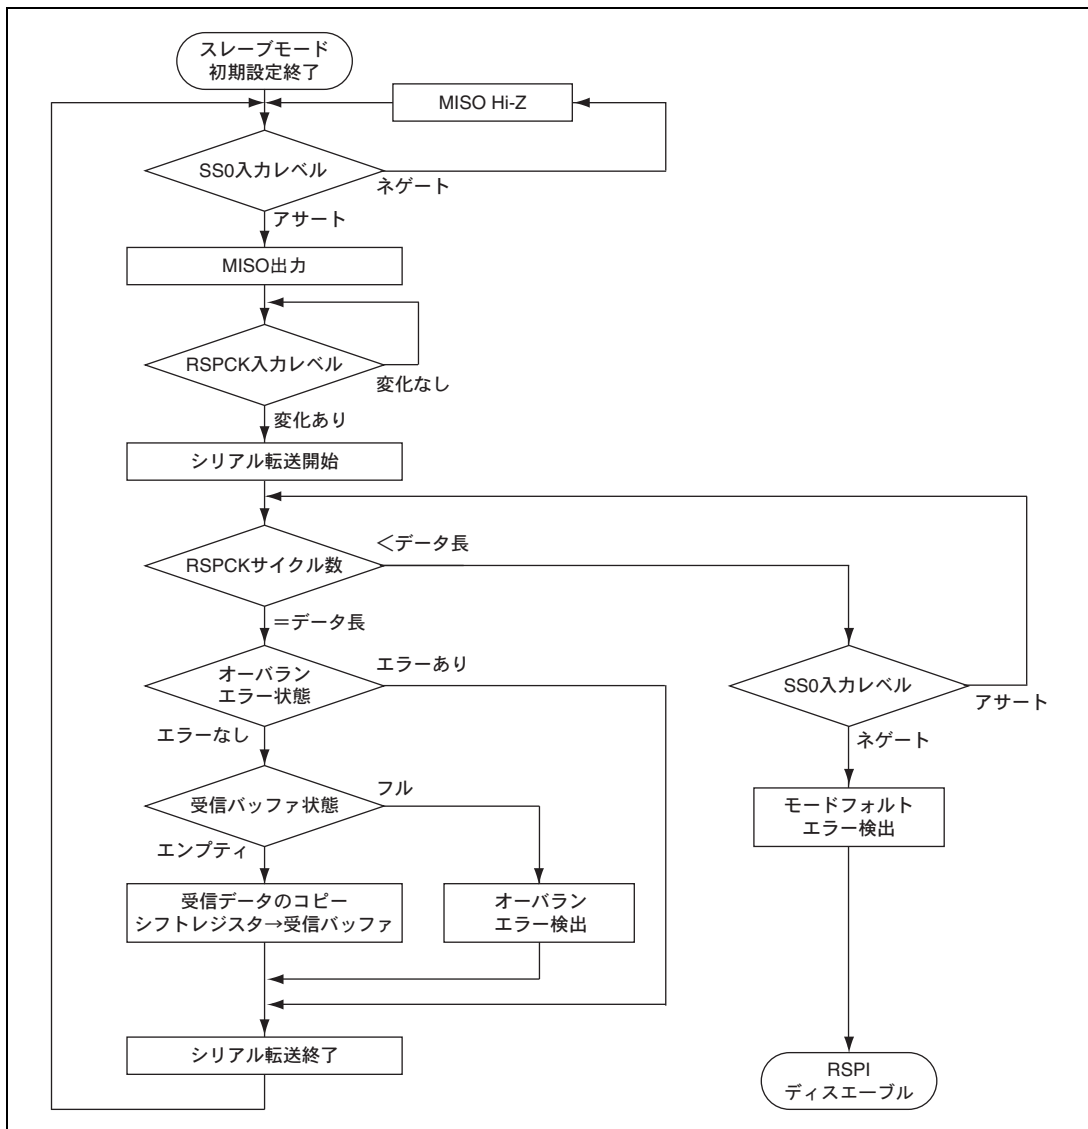 スレーブモード
初期設定終了
MISO Hi-Z
SS0入力レベル
ネゲート
アサート
MISO出力
RSPCK入力レベル
変化なし
変化あり
シリアル転送開始
RSPCKサイクル数
＜データ長
＝データ長
オーバラン
エラー状態
エラーあり
エラーなし
SS0入力レベル
アサート
ネゲート
受信バッファ状態
フル
エンプティ
モードフォルト
エラー検出
受信データのコピー
シフトレジスタ→受信バッファ
オーバラン
エラー検出
シリアル転送終了
RSPI
ディスエーブル